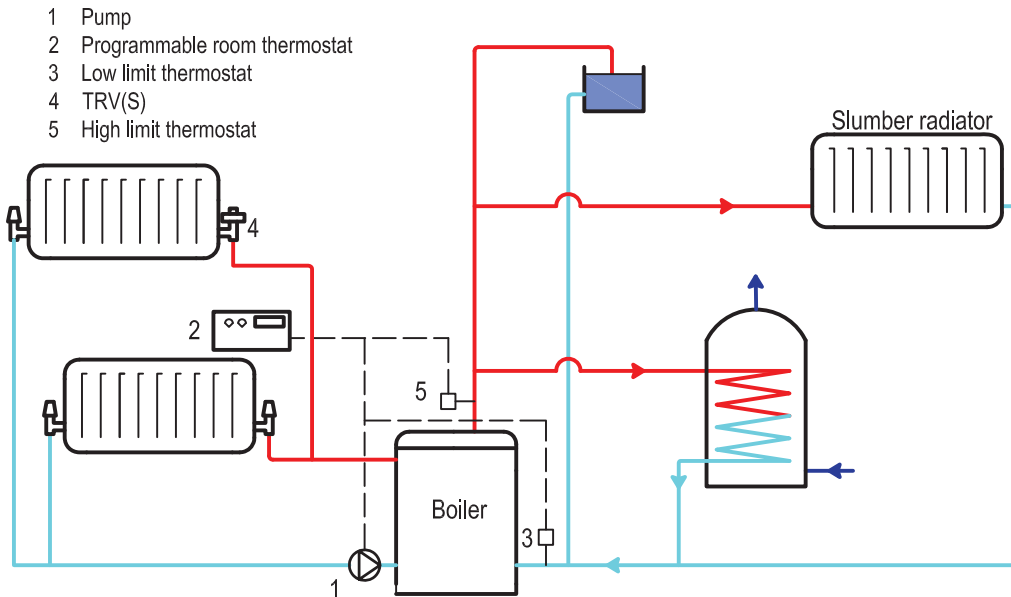 1 Pump
2 Programmable room thermostat
3 Low limit thermostat
4 TRV(S)
5 High limit thermostat
Slumber radiator
4
2
5
Boiler
3
1